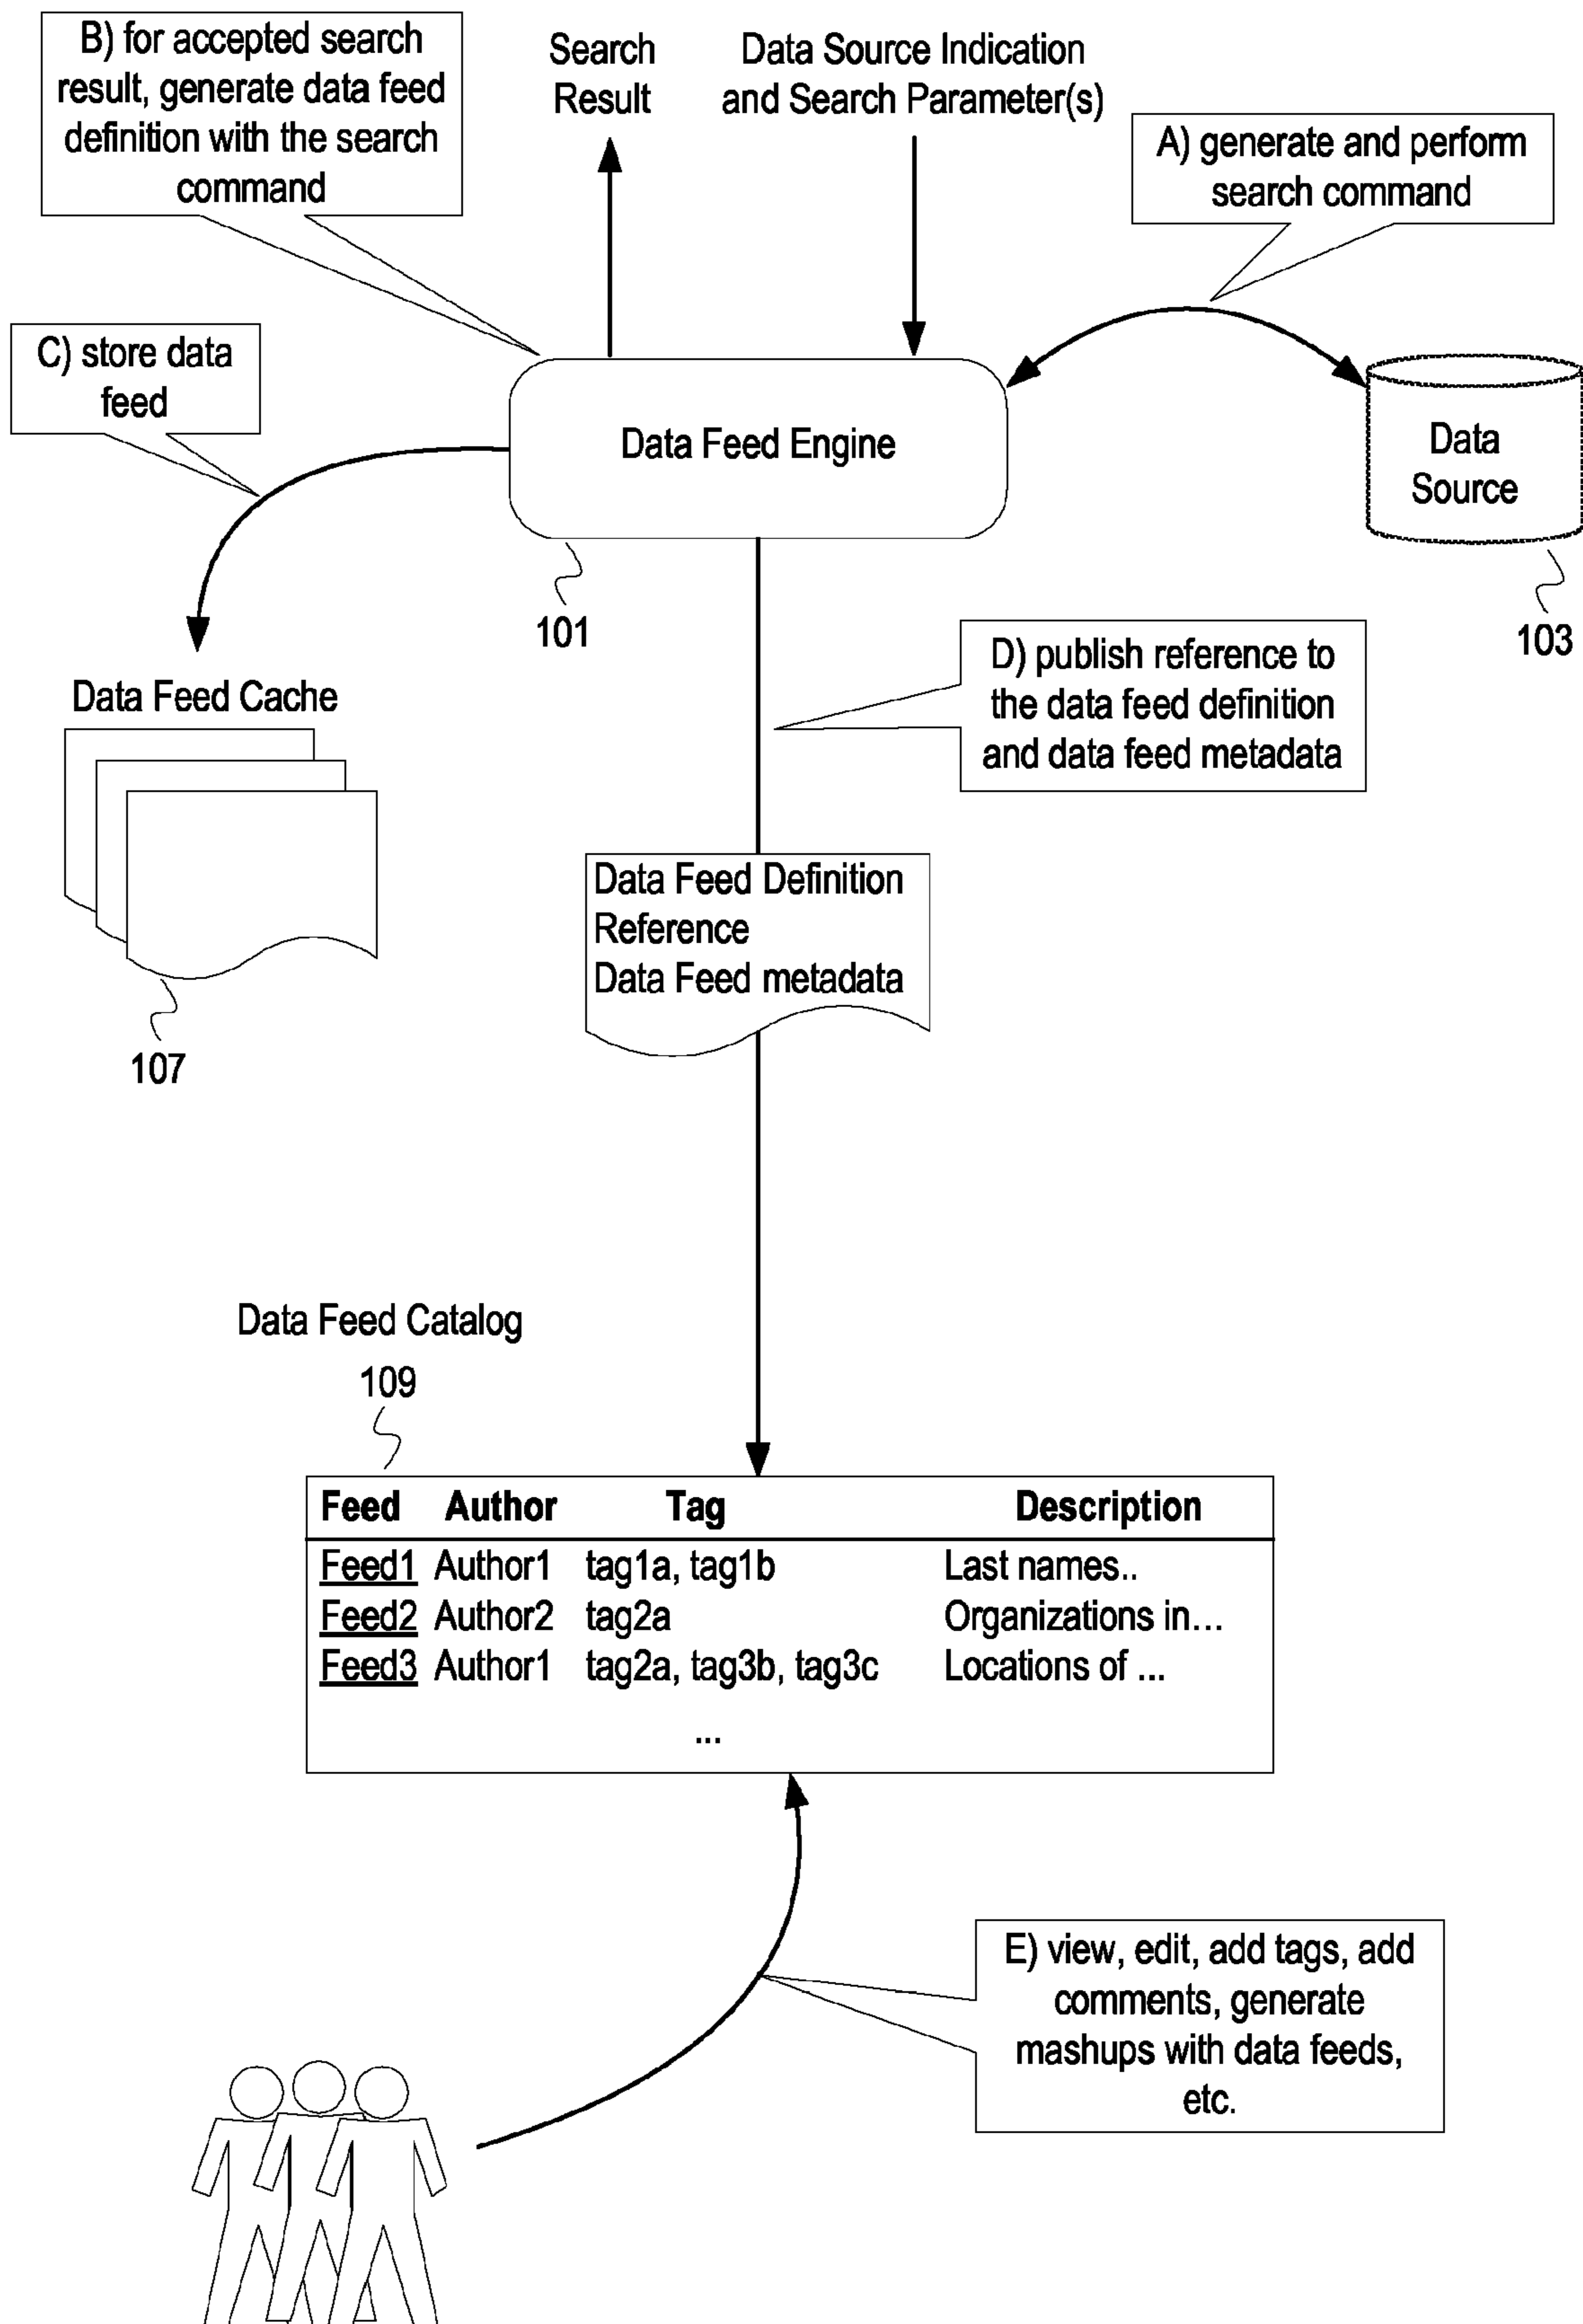 B) for accepted search
result, generate data feed
definition with the search
command
Search
Result
Data Source Indication
and Search Parameter(s)
A) generate and perform
search command
C) store data
feed
Data Feed Engine
Data
Source
101
103
D) publish reference to
the data feed definition
and data feed metadata
Data Feed Cache
107
Data Feed Definition
Reference
Data Feed metadata
Data Feed Catalog
109
Feed Author Tag Description
Feed1 Author1 tag1a, tag1b Last names..
Feed2 Author2 tag2a Organizations in...
Feed3 Author1 tag2a, tag3b, tag3c Locations of ...
...
E) view, edit, add tags, add
comments, generate
mashups with data feeds,
etc.